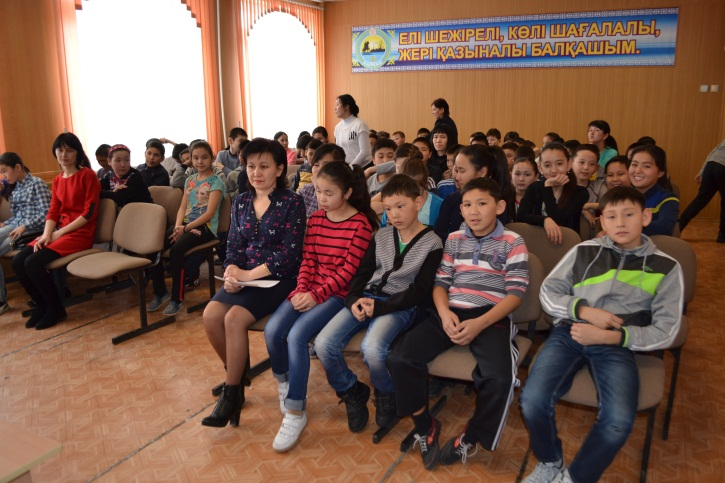 ЕЛІ ШЕЖІРЕЛІ, КӨЛІ ШАҒАЛАЛЫ,
ЖЕРІ ҚАЗЫНАЛЫ БАЛҚАШЫМ.